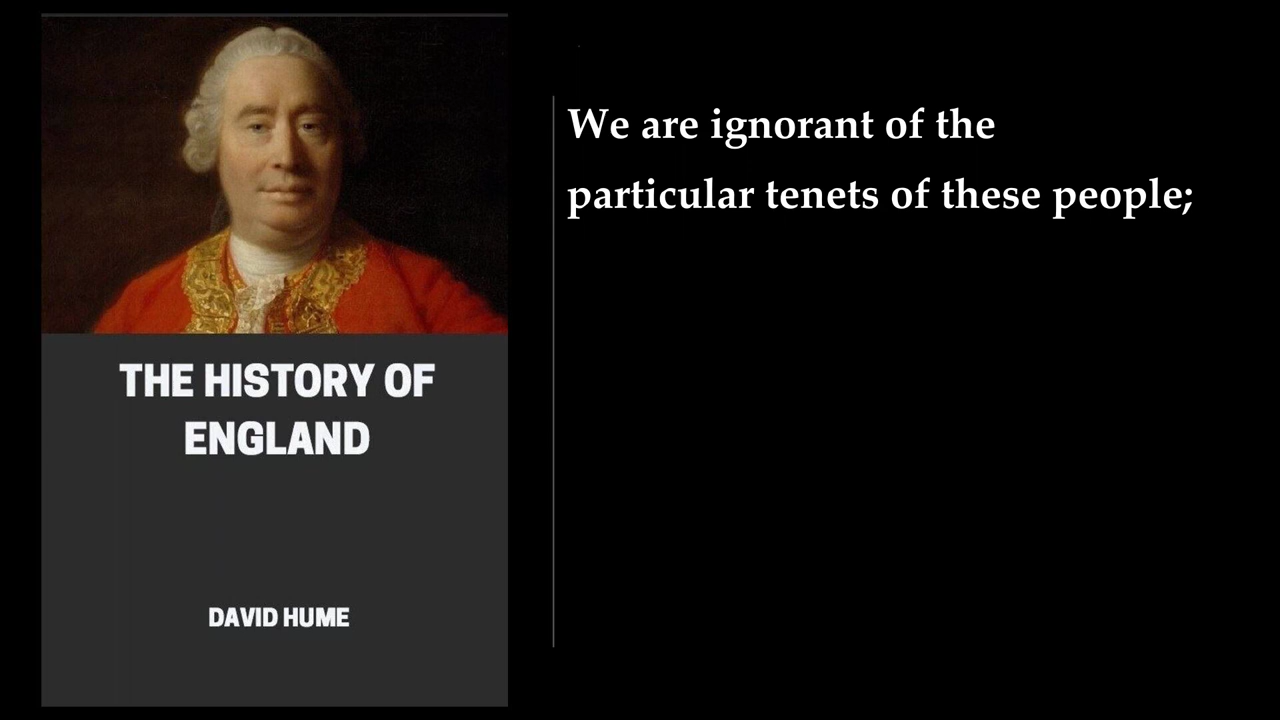 THE HISTORY OF
ENGLAND
DAVID HUME
We are ignorant of the
particular tenets of these people;